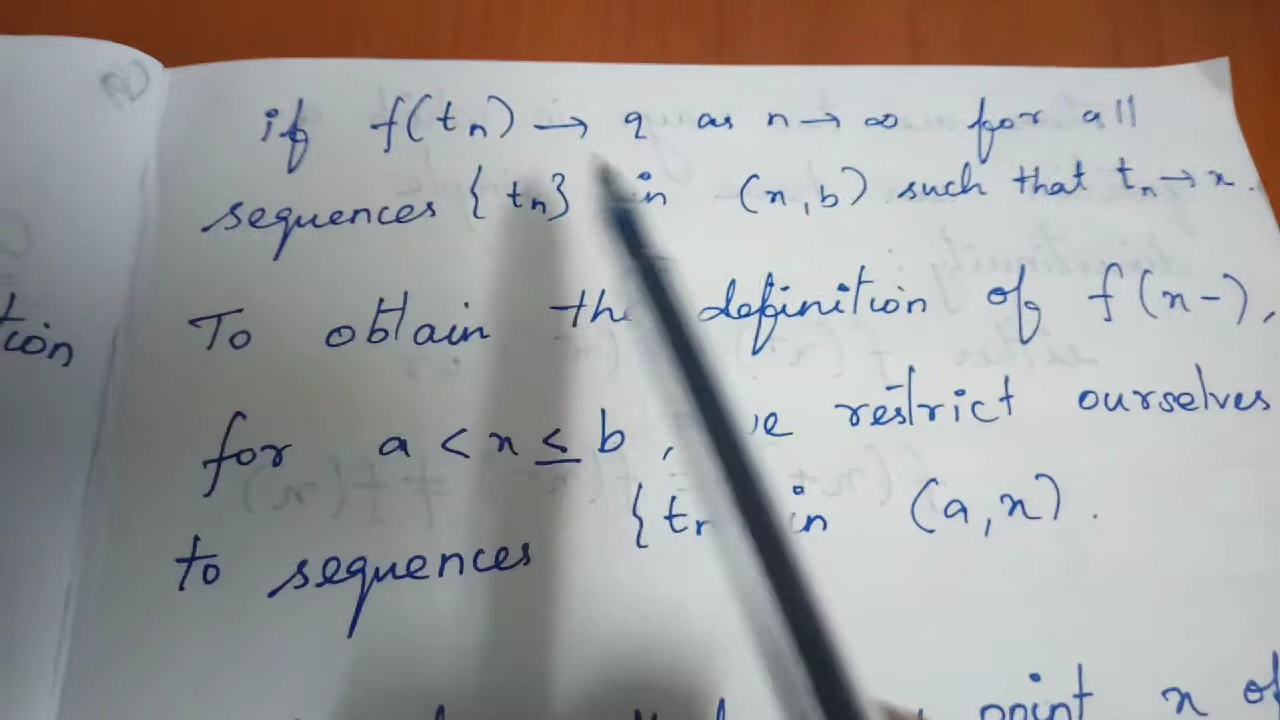 if f(tn) → q as n → ∞ for all
sequences {tn} in (x, b) such that tn → x.
To obtain the definition of f(x-),
tion
for a < x ≤ b, restrict ourselves
to sequences {t in (a, x).
point x of